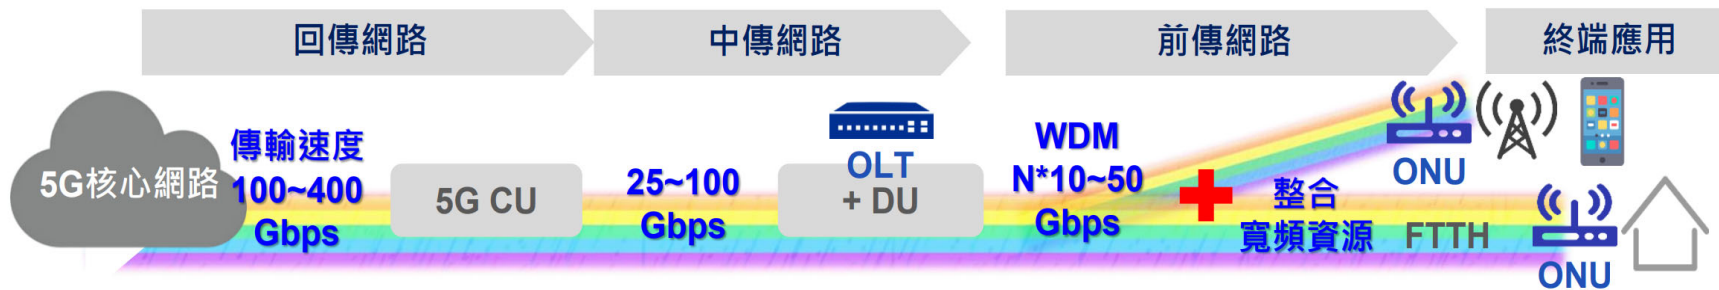 回傳網路
中傳網路
前傳網路
終端應用
5G核心網路
傳輸速度
100~400
Gbps
5G CU
25~100
Gbps
OLT
+ DU
WDM
N*10~50
Gbps
整合
寬頻資源
FTTH
ONU
ONU